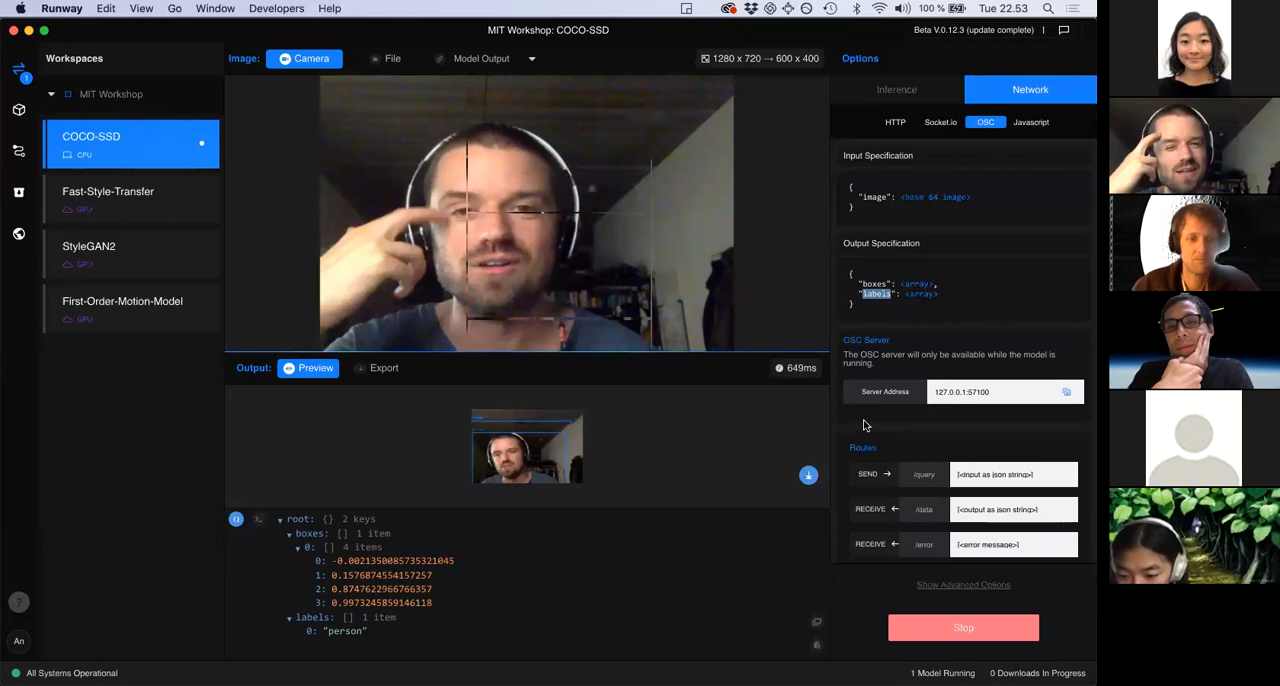 Runway File Edit View Go Window Developers Help 100 % Tue 22.53
MIT Workshop: COCO-SSD
Beta V.0.12.3 (update complete)
Workspaces
Image: Camera File Model Output 1280 x 720 → 600 x 400
Options
1
MIT Workshop
Inference Network
COCO-SSD
CPU
HTTP Socket.io OSC Javascript
Fast-Style-Transfer
GPU
StyleGAN2
GPU
First-Order-Motion-Model
GPU
Input Specification
{
"image": <base 64 image>
}
Output Specification
{
"boxes": <array>,
"labels": <array>
}
OSC Server
The OSC server will only be available while the model is
running.
Server Address 127.0.0.1:57100
Routes
SEND → /query [<input as json string>]
RECEIVE ← /data [<output as json string>]
RECEIVE ← /error [<error message>]
Show Advanced Options
Stop
Output: Preview Export 649ms
root: {} 2 keys
boxes: [] 1 item
0: [] 4 items
0: -0.0021350085735321045
1: 0.1576874554157257
2: 0.8747622966766357
3: 0.9973245859146118
labels: [] 1 item
0: "person"
?
An
All Systems Operational
1 Model Running 0 Downloads In Progress